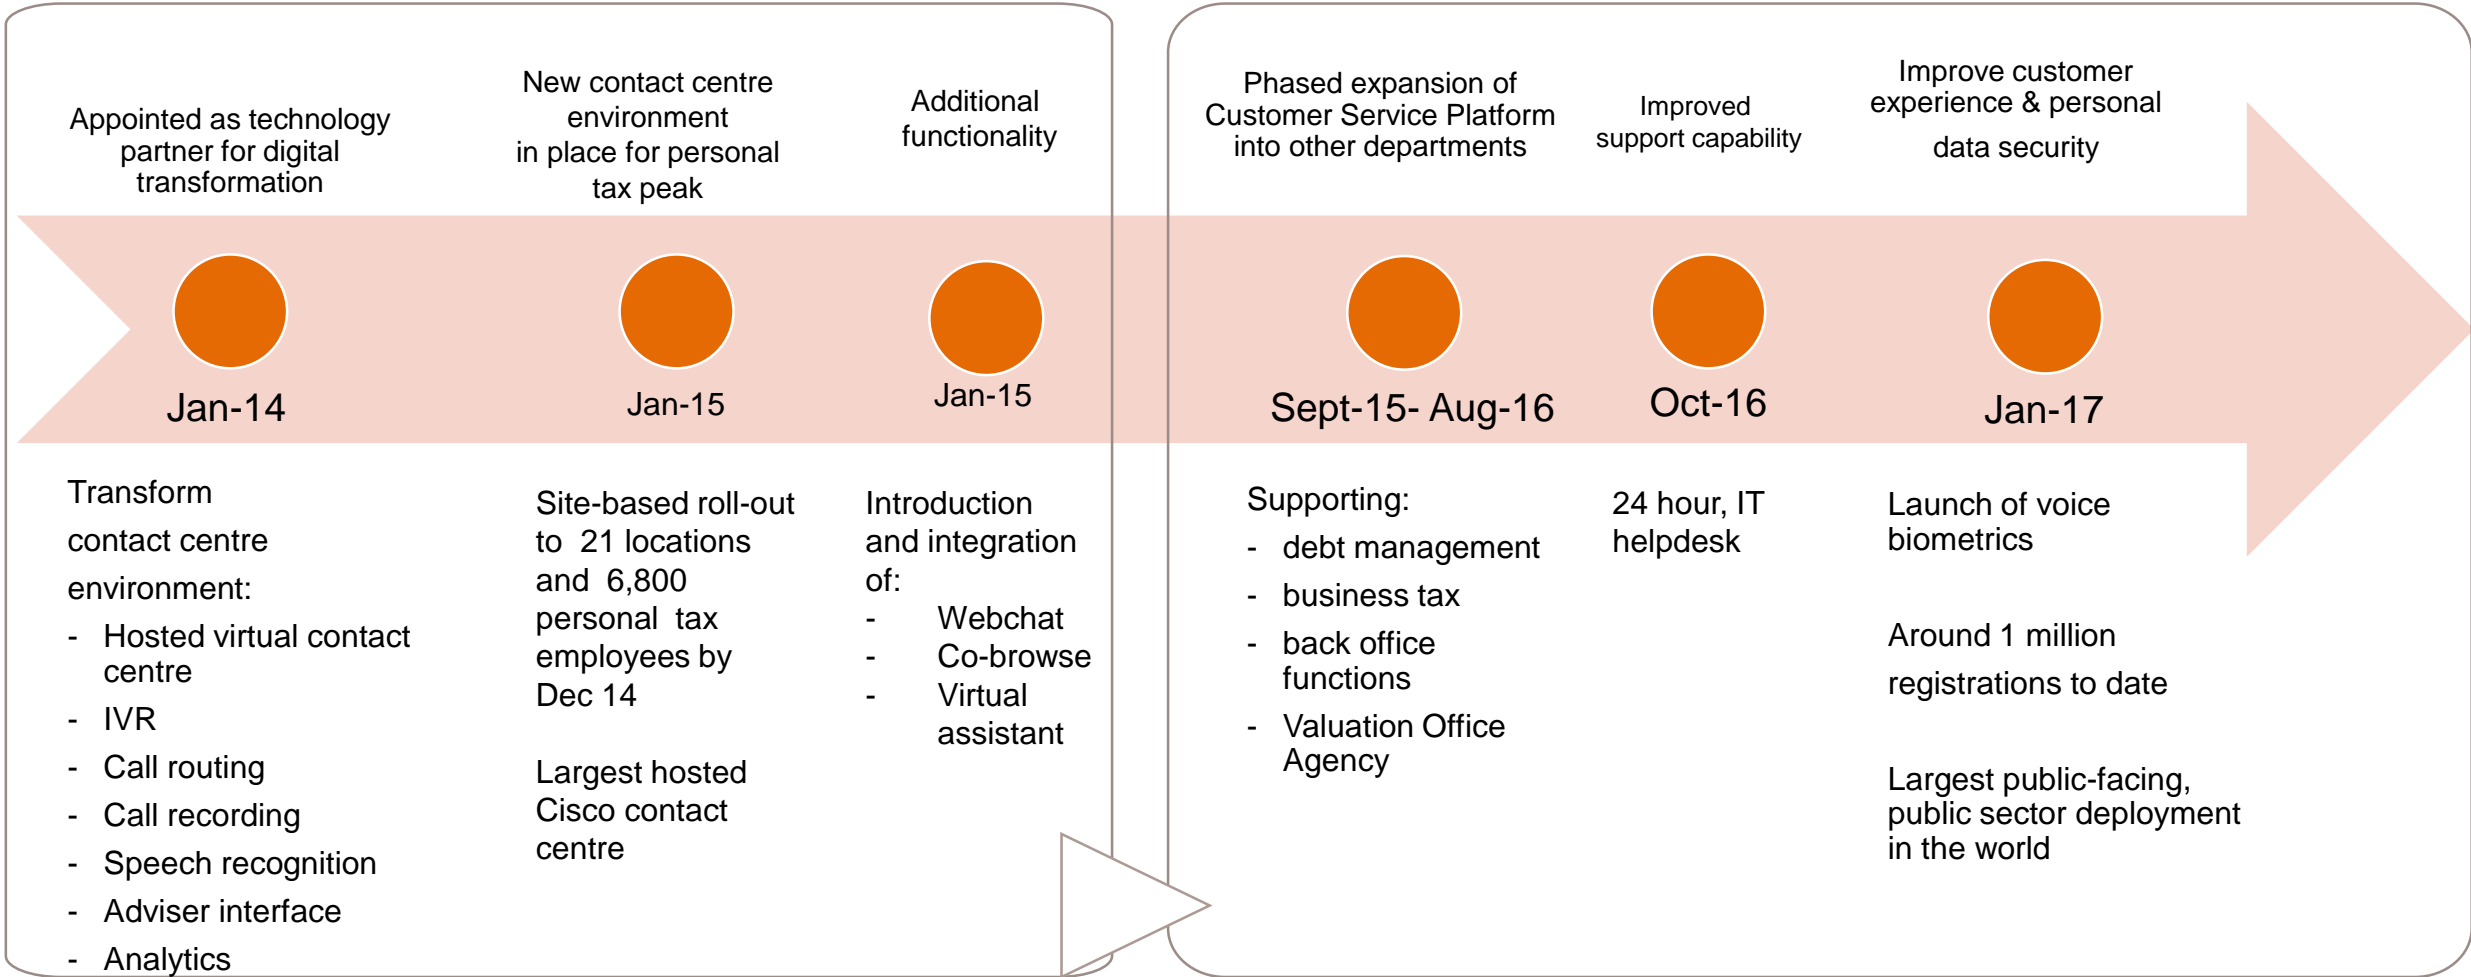 Appointed as technology
partner for digital
transformation
Jan-14
Transform
contact centre
environment:
- Hosted virtual contact
centre
- IVR
- Call routing
- Call recording
- Speech recognition
- Adviser interface
- Analytics
New contact centre
environment
in place for personal
tax peak
Jan-15
Site-based roll-out
to 21 locations
and 6,800
personal tax
employees by
Dec 14
Largest hosted
Cisco contact
centre
Additional
functionality
Jan-15
Introduction
and integration
of:
- Webchat
- Co-browse
- Virtual
assistant
Phased expansion of
Customer Service Platform
into other departments
Sept-15- Aug-16
Supporting:
- debt management
- business tax
- back office
functions
- Valuation Office
Agency
Improved
support capability
Oct-16
24 hour, IT
helpdesk
Improve customer
experience & personal
data security
Jan-17
Launch of voice
biometrics
Around 1 million
registrations to date
Largest public-facing,
public sector deployment
in the world